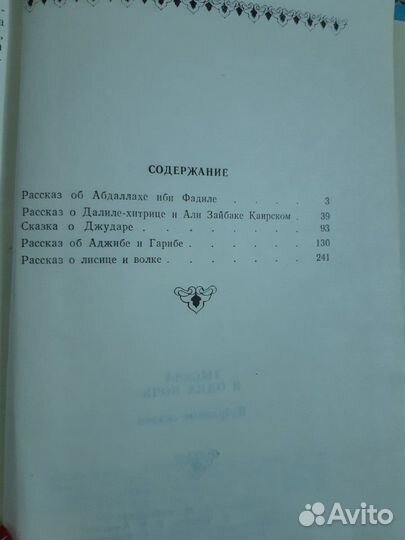 СОДЕРЖАНИЕ
Рассказ об Абдаллахе ибн Фадиле . . . . 3
Рассказ о Далиле-хитрице и Али Зайбаке Каирском . 39
Сказка о Джударе . . . . . . . 93
Рассказ об Аджибе и Гарибе . . . . . 130
Рассказ о лисице и волке . . . . . . 241
Avito